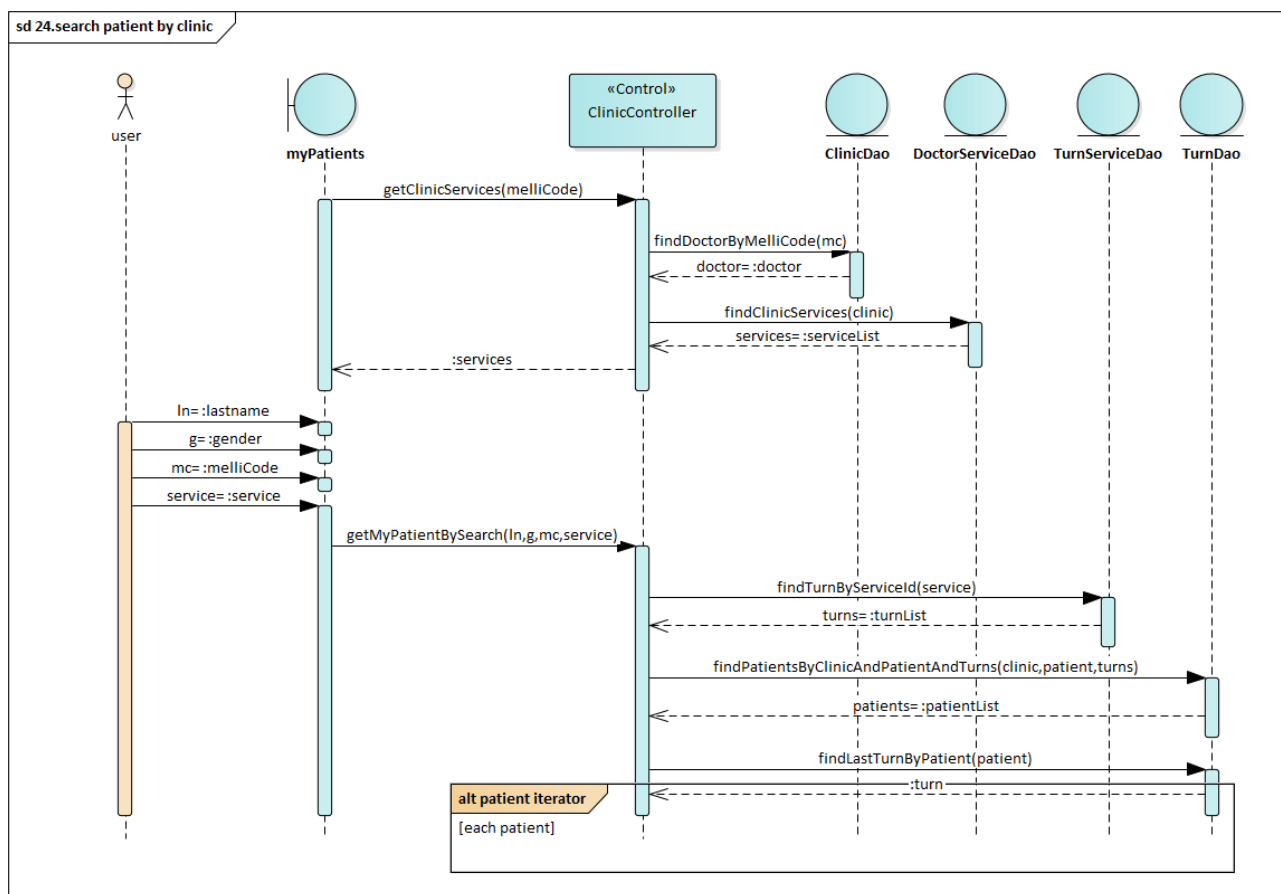 sd 24.search patient by clinic
user
myPatients
«Control»
ClinicController
ClinicDao
DoctorServiceDao
TurnServiceDao
TurnDao
getClinicServices(melliCode)
findDoctorByMelliCode(mc)
doctor= :doctor
findClinicServices(clinic)
services= :serviceList
:services
ln= :lastname
g= :gender
mc= :melliCode
service= :service
getMyPatientBySearch(ln,g,mc,service)
findTurnByServiceId(service)
turns= :turnList
findPatientsByClinicAndPatientAndTurns(clinic,patient,turns)
patients= :patientList
findLastTurnByPatient(patient)
:turn
alt patient iterator
[each patient]